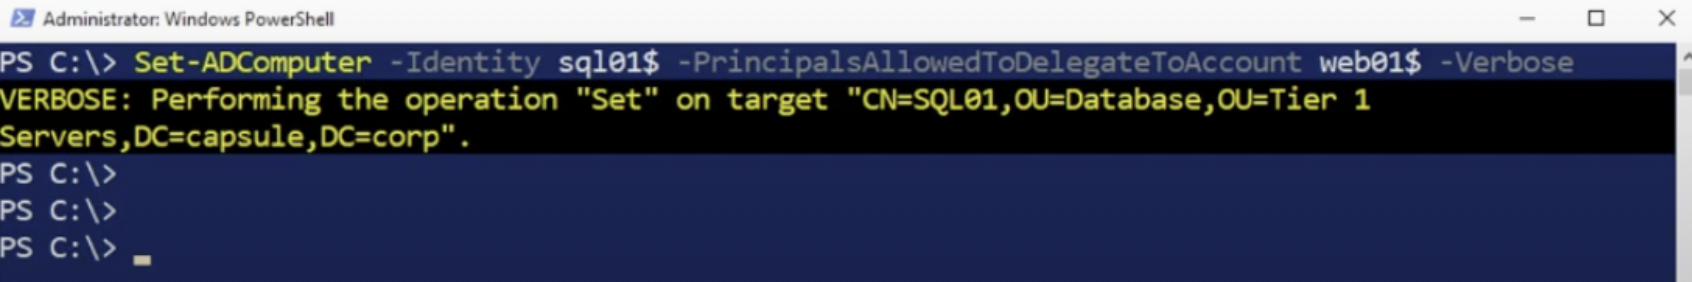 Administrator: Windows PowerShell
PS C:\> Set-ADComputer -Identity sql01$ -PrincipalsAllowedToDelegateToAccount web01$ -Verbose
VERBOSE: Performing the operation "Set" on target "CN=SQL01,OU=Database,OU=Tier 1
Servers,DC=capsule,DC=corp".
PS C:\>
PS C:\>
PS C:\>